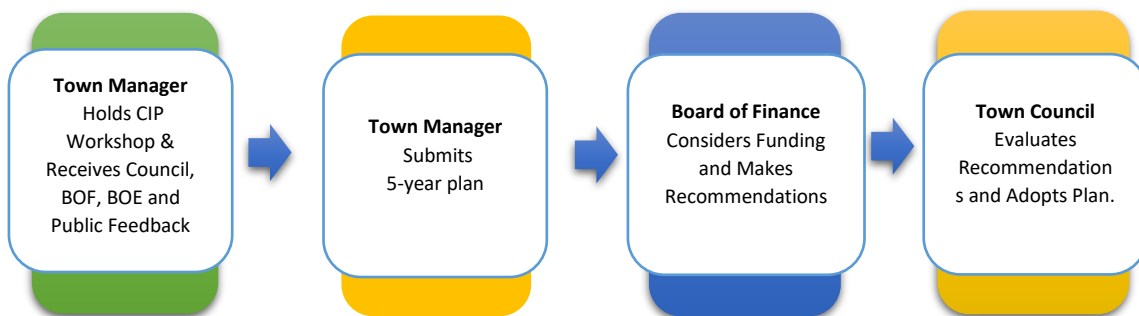 Town Manager
Holds CIP
Workshop &
Receives Council,
BOF, BOE and
Public Feedback
Town Manager
Submits
5-year plan
Board of Finance
Considers Funding
and Makes
Recommendations
Town Council
Evaluates
Recommendation
s and Adopts Plan.